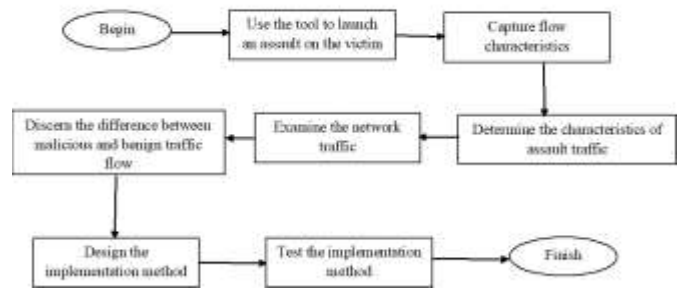 Begin
Use the tool to launch
an assault on the victim
Capture flow
characteristics
Determine the characteristics of
assault traffic
Examine the network
traffic
Discern the difference between
malicious and benign traffic
flow
Design the
implementation method
Test the implementation
method
Finish